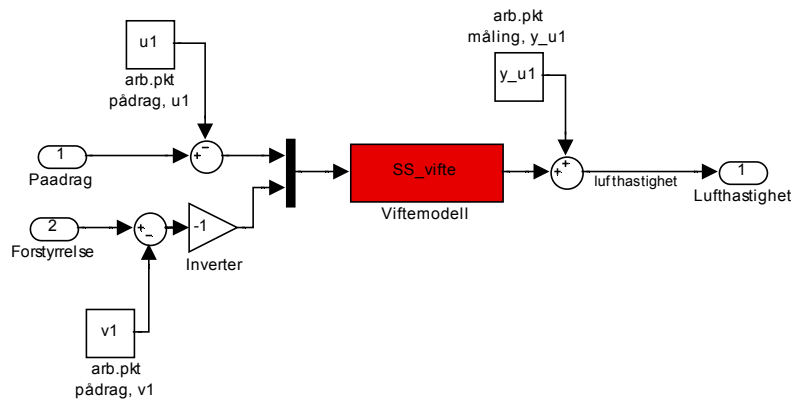 u1
arb.pkt
pådrag, u1
arb.pkt
måling, y_u1
y_u1
1
Paadrag
SS_vifte
Viftemodell
lufthastighet
1
Lufthastighet
2
Forstyrrelse
-1
Inverter
v1
arb.pkt
pådrag, v1